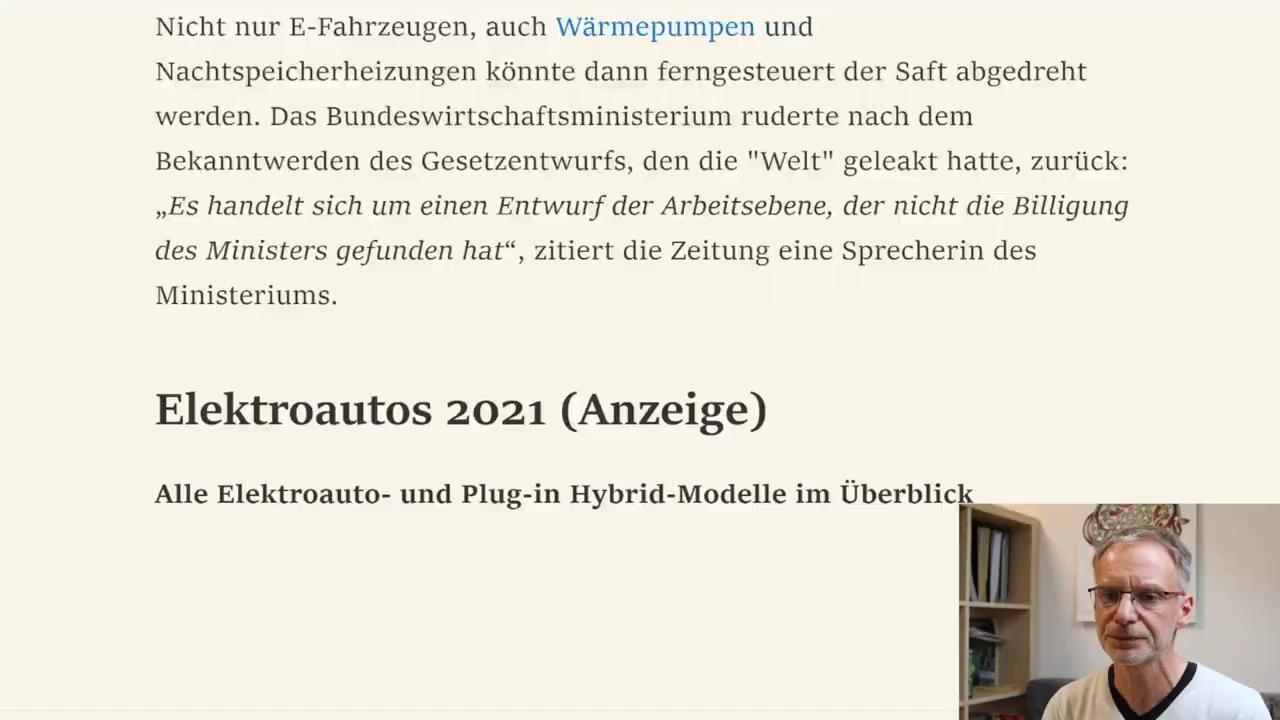 Nicht nur E-Fahrzeugen, auch Wärmepumpen und
Nachtspeicherheizungen könnte dann ferngesteuert der Saft abgedreht
werden. Das Bundeswirtschaftsministerium ruderte nach dem
Bekanntwerden des Gesetzentwurfs, den die "Welt" geleakt hatte, zurück:
„Es handelt sich um einen Entwurf der Arbeitsebene, der nicht die Billigung
des Ministers gefunden hat“, zitiert die Zeitung eine Sprecherin des
Ministeriums.
Elektroautos 2021 (Anzeige)
Alle Elektroauto- und Plug-in Hybrid-Modelle im Überblick